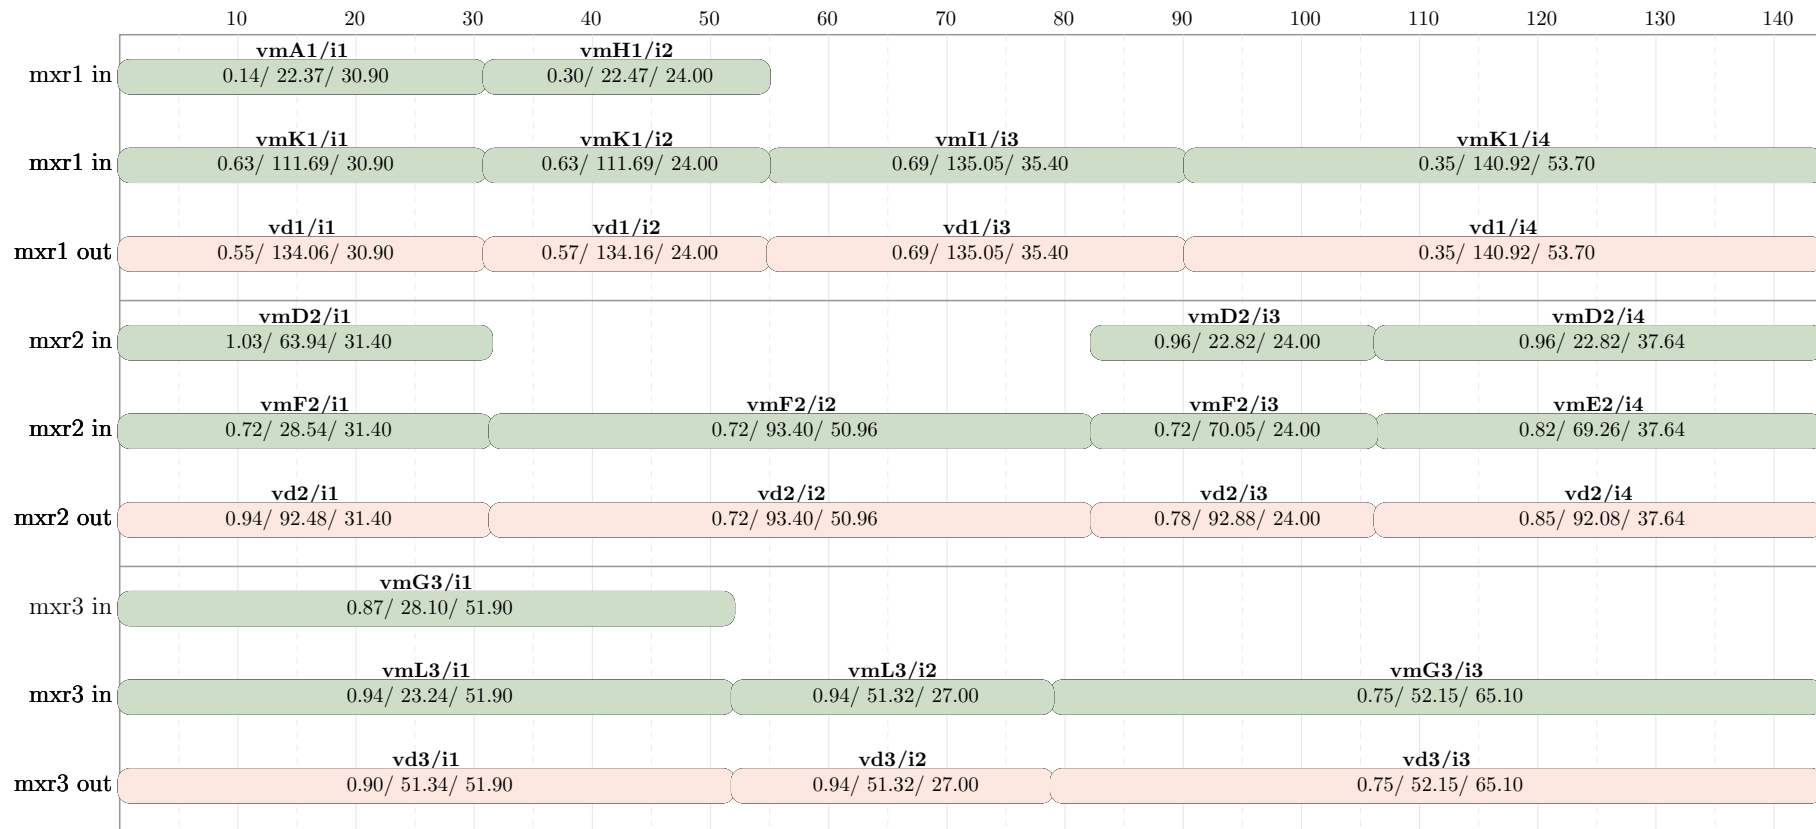 10 20 30 40 50 60 70 80 90 100 110 120 130 140
vmA1/i1 vmH1/i2
mxr1 in 0.14/ 22.37/ 30.90 0.30/ 22.47/ 24.00
vmK1/i1 vmK1/i2 vmI1/i3 vmK1/i4
mxr1 in 0.63/ 111.69/ 30.90 0.63/ 111.69/ 24.00 0.69/ 135.05/ 35.40 0.35/ 140.92/ 53.70
vd1/i1 vd1/i2 vd1/i3 vd1/i4
mxr1 out 0.55/ 134.06/ 30.90 0.57/ 134.16/ 24.00 0.69/ 135.05/ 35.40 0.35/ 140.92/ 53.70
vmD2/i1 vmD2/i3 vmD2/i4
mxr2 in 1.03/ 63.94/ 31.40 0.96/ 22.82/ 24.00 0.96/ 22.82/ 37.64
vmF2/i1 vmF2/i2 vmF2/i3 vmE2/i4
mxr2 in 0.72/ 28.54/ 31.40 0.72/ 93.40/ 50.96 0.72/ 70.05/ 24.00 0.82/ 69.26/ 37.64
vd2/i1 vd2/i2 vd2/i3 vd2/i4
mxr2 out 0.94/ 92.48/ 31.40 0.72/ 93.40/ 50.96 0.78/ 92.88/ 24.00 0.85/ 92.08/ 37.64
vmG3/i1
mxr3 in 0.87/ 28.10/ 51.90
vmL3/i1 vmL3/i2 vmG3/i3
mxr3 in 0.94/ 23.24/ 51.90 0.94/ 51.32/ 27.00 0.75/ 52.15/ 65.10
vd3/i1 vd3/i2 vd3/i3
mxr3 out 0.90/ 51.34/ 51.90 0.94/ 51.32/ 27.00 0.75/ 52.15/ 65.10